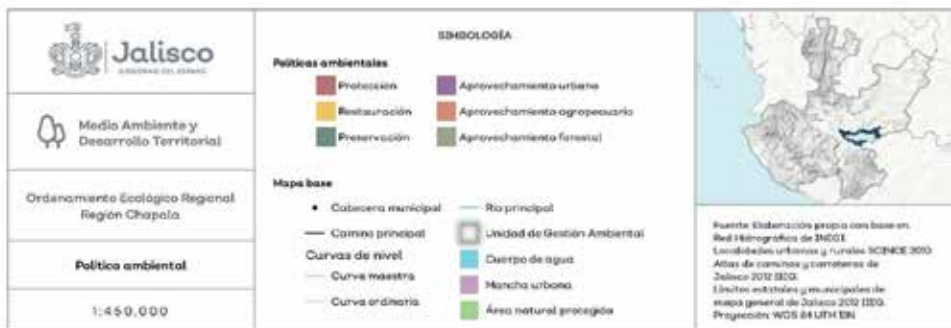 Jalisco
GOBIERNO DEL ESTADO
Medio Ambiente y
Desarrollo Territorial
Ordenamiento Ecológico Regional
Región Chapala
Política ambiental
1:450,000
SIMBOLOGÍA
Políticas ambientales
Protección
Restauración
Preservación
Aprovechamiento urbano
Aprovechamiento agropecuario
Aprovechamiento forestal
Mapa base
Cabecera municipal
Camino principal
Curvas de nivel
Curva maestra
Curva ordinaria
Río principal
Unidad de Gestión Ambiental
Cuerpo de agua
Mancha urbana
Área natural protegida
Fuente: Elaboración propia con base en:
Red Hidrográfica de INEGI.
Localidades urbanas y rurales SCINCE 2010.
Atlas de caminos y carreteras de
Jalisco 2012 IIEG.
Límites estatales y municipales de
mapa general de Jalisco 2012 IIEG.
Proyección: WGS 84 UTM 13N